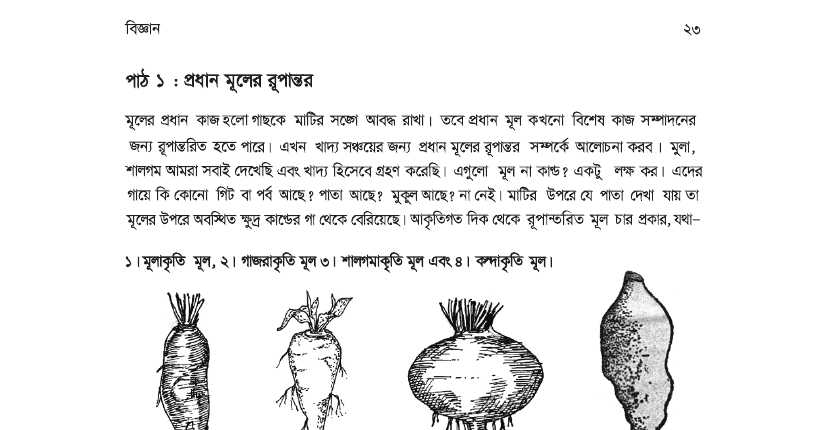 বিজ্ঞান ২৩
পাঠ ১ : প্রধান মূলের রূপান্তর
মূলের প্রধান কাজ হলো গাছকে মাটির সঙ্গে আবদ্ধ রাখা। তবে প্রধান মূল কখনো বিশেষ কাজ সম্পাদনের
জন্য রূপান্তরিত হতে পারে। এখন খাদ্য সঞ্চয়ের জন্য প্রধান মূলের রূপান্তর সম্পর্কে আলোচনা করব। মুলা,
শালগম আমরা সবাই দেখেছি এবং খাদ্য হিসেবে গ্রহণ করেছি। এগুলো মূল না কান্ড? একটু লক্ষ কর। এদের
গায়ে কি কোনো গিট বা পর্ব আছে? পাতা আছে? মুকুল আছে? না নেই। মাটির উপরে যে পাতা দেখা যায় তা
মূলের উপরে অবস্থিত ক্ষুদ্র কান্ডের গা থেকে বেরিয়েছে। আকৃতিগত দিক থেকে রূপান্তরিত মূল চার প্রকার, যথা–
১। মূলাকৃতি মূল, ২। গাজরাকৃতি মূল ৩। শালগমাকৃতি মূল এবং ৪। কন্দাকৃতি মূল।